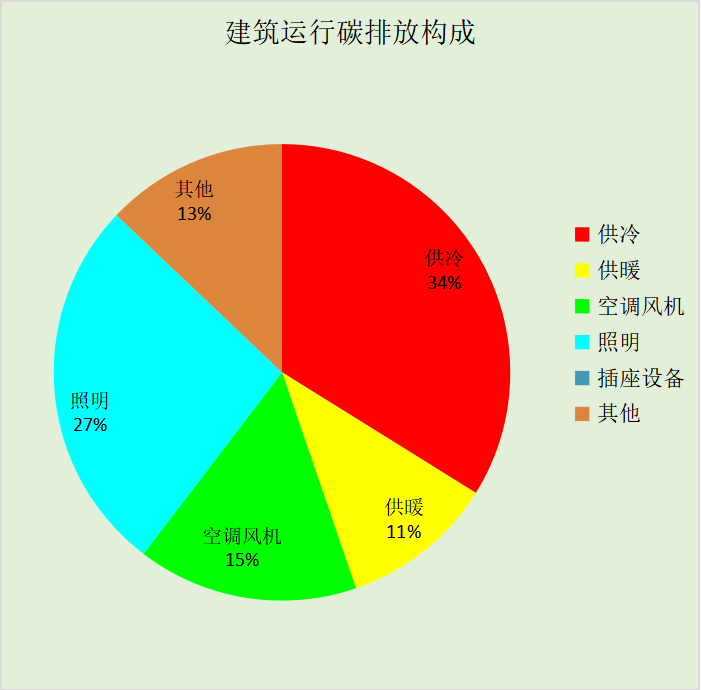 建筑运行碳排放构成
其他
13%
供冷
34%
照明
27%
供暖
11%
空调风机
15%
供冷
供暖
空调风机
照明
插座设备
其他